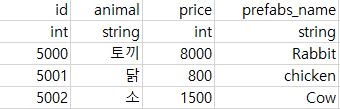 id animal price prefabs_name
int string int string
5000 토끼 8000 Rabbit
5001 닭 800 chicken
5002 소 1500 Cow